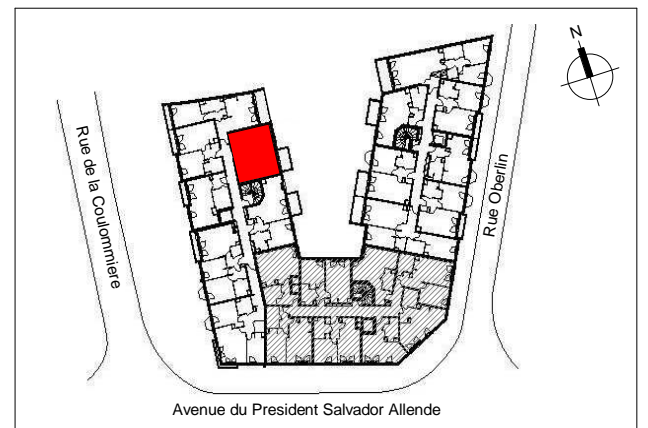 N
Rue de la Coulommiere
Rue Oberlin
Avenue du President Salvador Allende